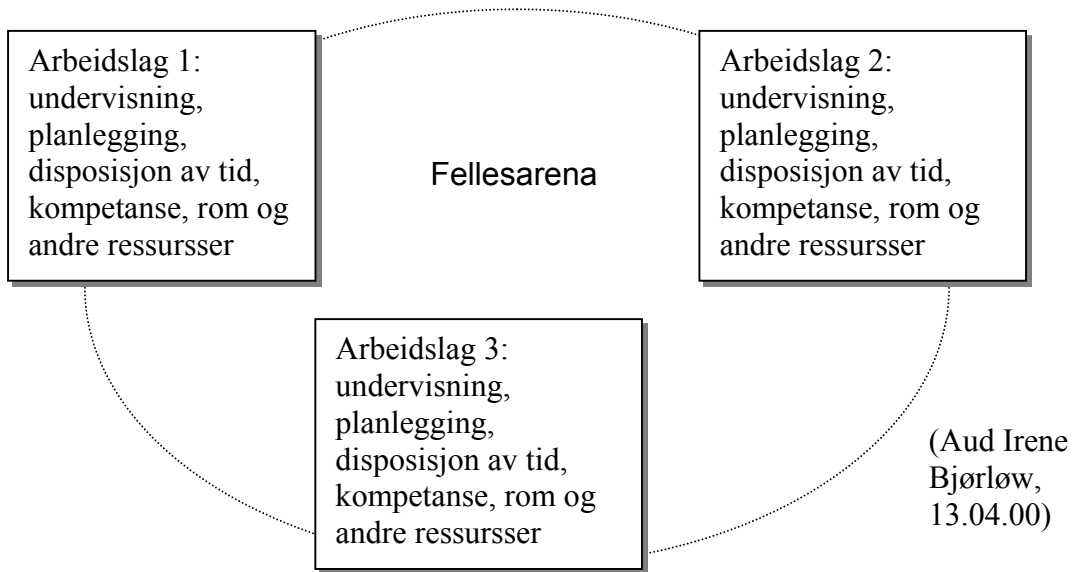 Arbeidslag 1:
undervisning,
planlegging,
disposisjon av tid,
kompetanse, rom og
andre ressursser
Fellesarena
Arbeidslag 2:
undervisning,
planlegging,
disposisjon av tid,
kompetanse, rom og
andre ressursser
Arbeidslag 3:
undervisning,
planlegging,
disposisjon av tid,
kompetanse, rom og
andre ressursser
(Aud Irene
Bjørløw,
13.04.00)